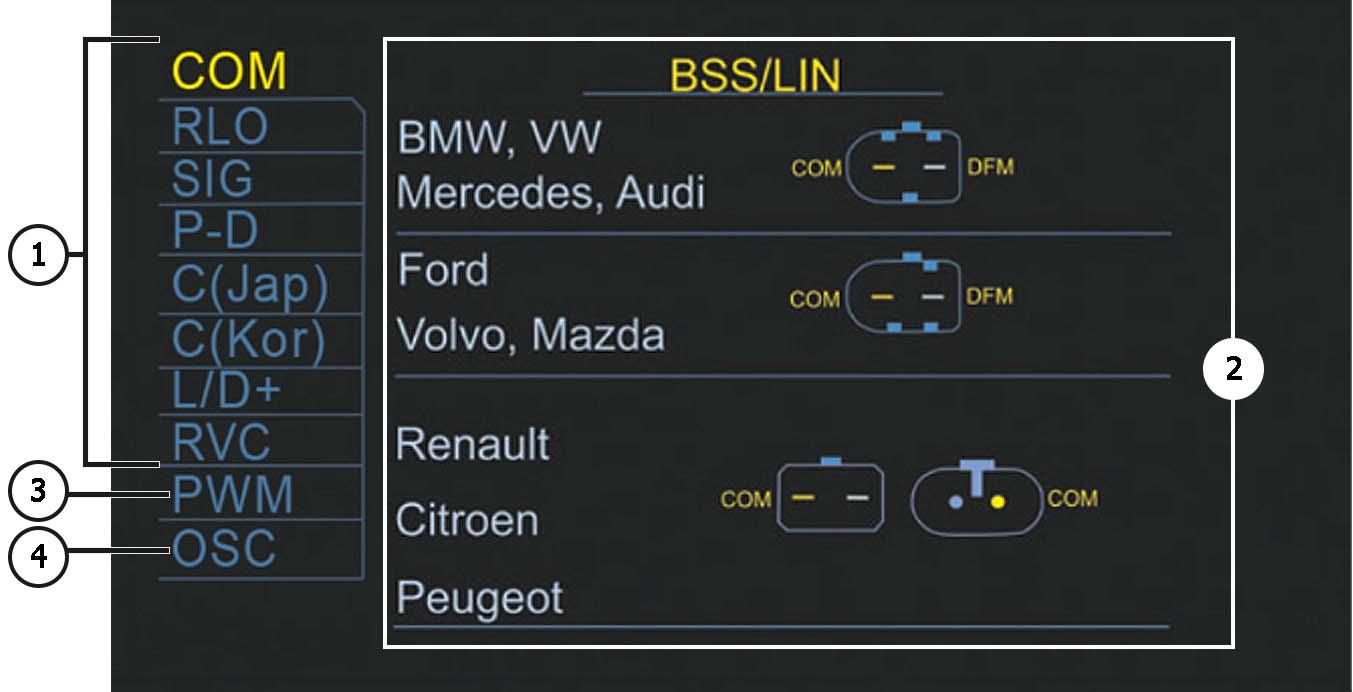 COM
RLO
SIG
P-D
C(Jap)
C(Kor)
L/D+
RVC
PWM
OSC
1
3
4
BSS/LIN
BMW, VW
Mercedes, Audi
COM DFM
Ford
Volvo, Mazda
COM DFM
Renault
Citroen
Peugeot
COM COM
2